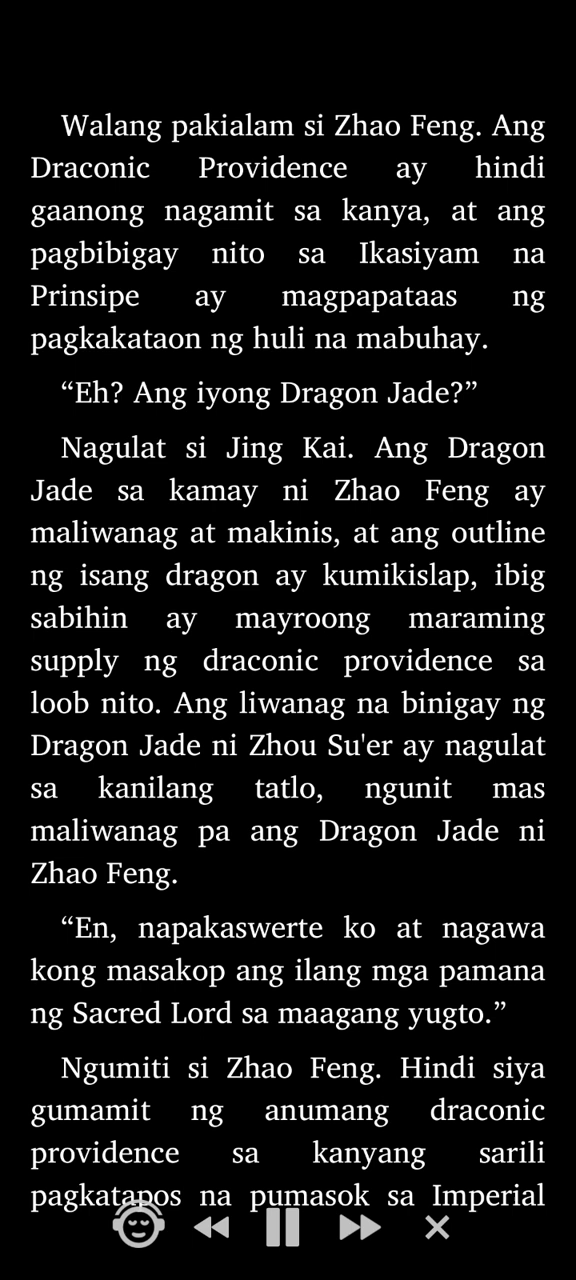 Walang pakialam si Zhao Feng. Ang
Draconic Providence ay hindi
gaanong nagamit sa kanya, at ang
pagbibigay nito sa Ikasiyam na
Prinsipe ay magpapataas ng
pagkakataon ng huli na mabuhay.
“Eh? Ang iyong Dragon Jade?”
Nagulat si Jing Kai. Ang Dragon
Jade sa kamay ni Zhao Feng ay
maliwanag at makinis, at ang outline
ng isang dragon ay kumikislap, ibig
sabihin ay mayroong maraming
supply ng draconic providence sa
loob nito. Ang liwanag na binigay ng
Dragon Jade ni Zhou Su'er ay nagulat
sa kanilang tatlo, ngunit mas
maliwanag pa ang Dragon Jade ni
Zhao Feng.
“En, napakaswerte ko at nagawa
kong masakop ang ilang mga pamana
ng Sacred Lord sa maagang yugto.”
Ngumiti si Zhao Feng. Hindi siya
gumamit ng anumang draconic
providence sa kanyang sarili
pagkatapos na pumasok sa Imperial